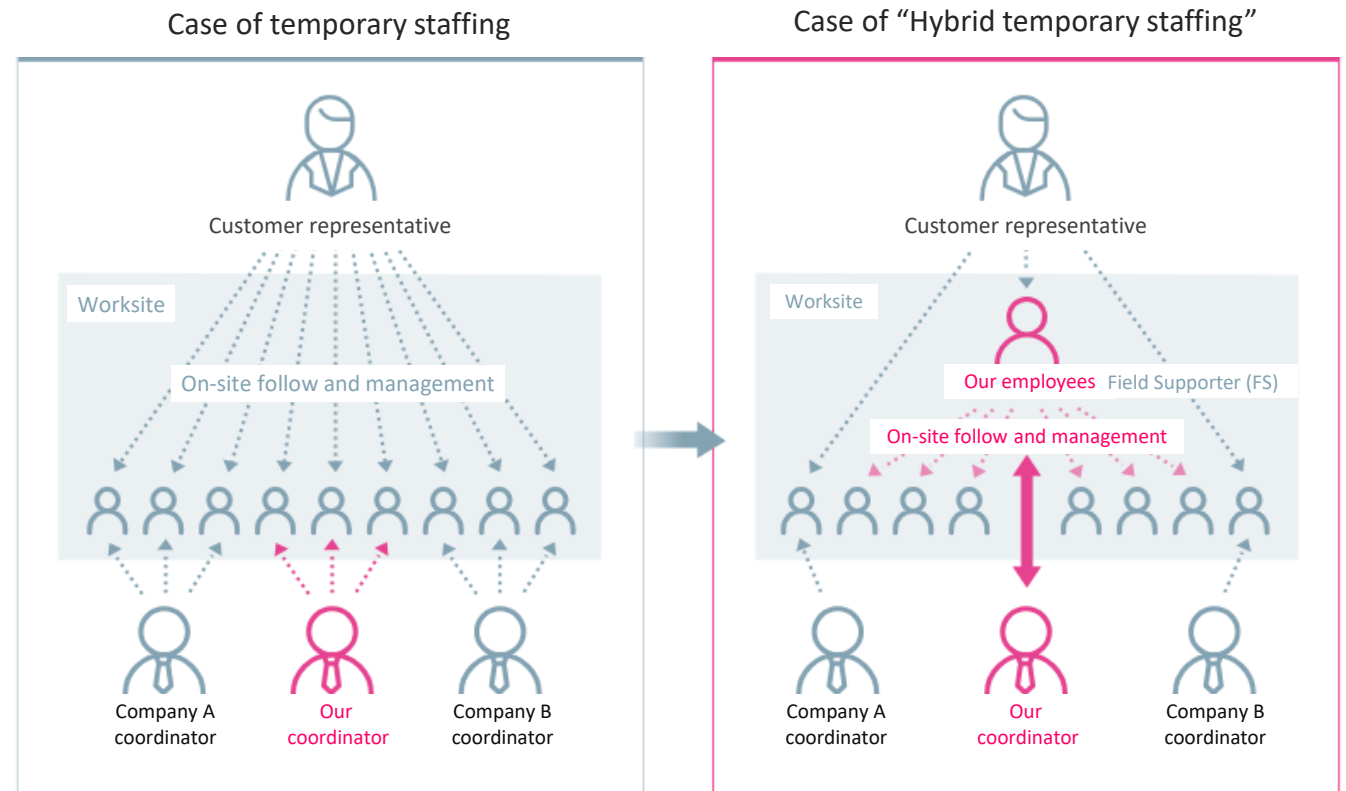 Case of temporary staffing
Customer representative
Worksite
On-site follow and management
Company A
coordinator
Our
coordinator
Company B
coordinator
Case of “Hybrid temporary staffing”
Customer representative
Worksite
Our employees Field Supporter (FS)
On-site follow and management
Company A
coordinator
Our
coordinator
Company B
coordinator